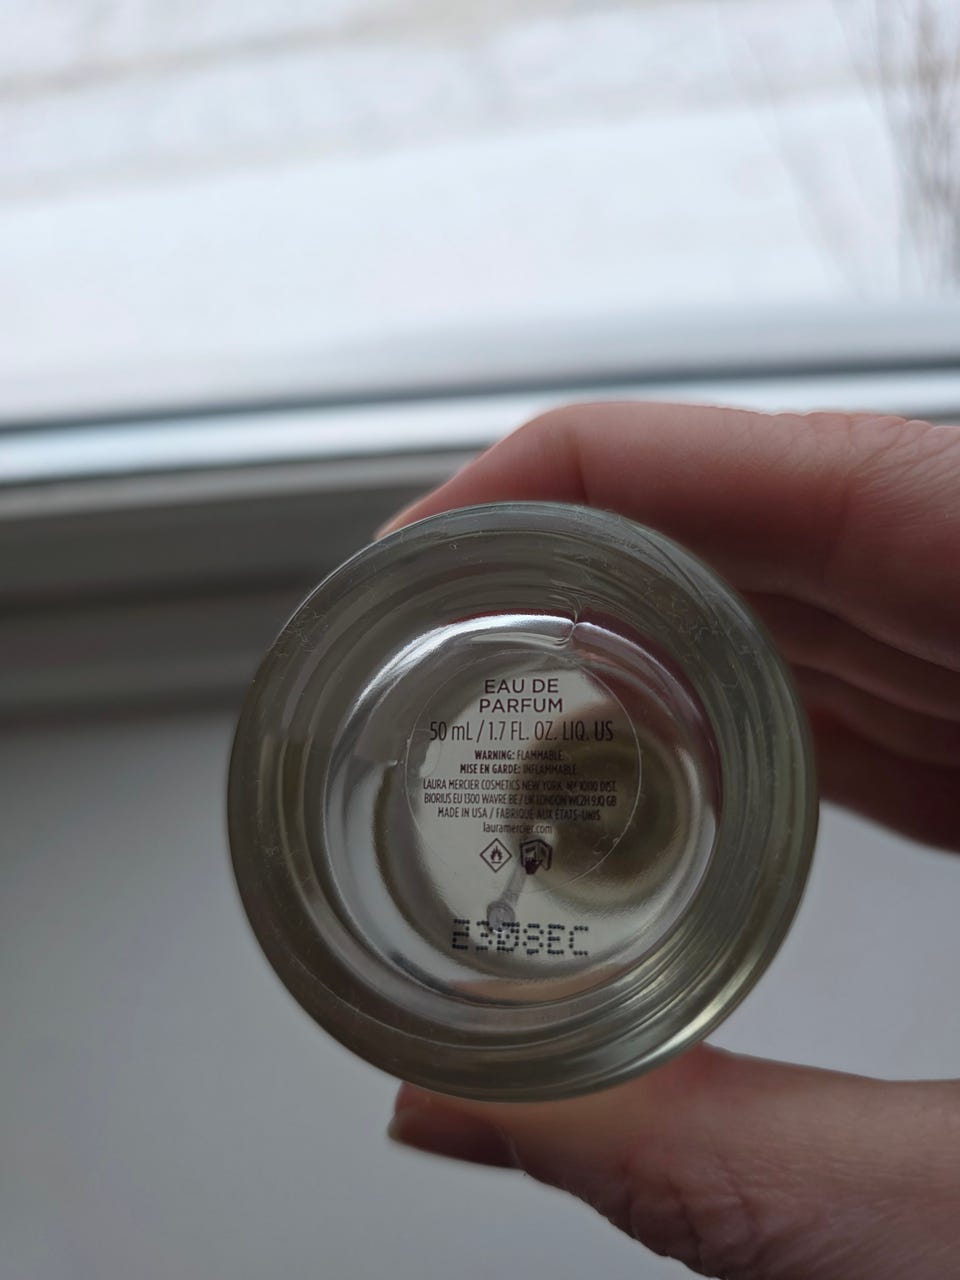 EAU DE
PARFUM
50 mL / 1.7 FL. OZ. LIQ. US
WARNING: FLAMMABLE.
MISE EN GARDE: INFLAMMABLE.
LAURA MERCIER COSMETICS NEW YORK, NY 10010 DIST.
BIORIUS EU 1300 WAVRE BE / UK LONDON WC2H 9JQ GB
MADE IN USA / FABRIQUÉ AUX ÉTATS-UNIS
lauramercier.com